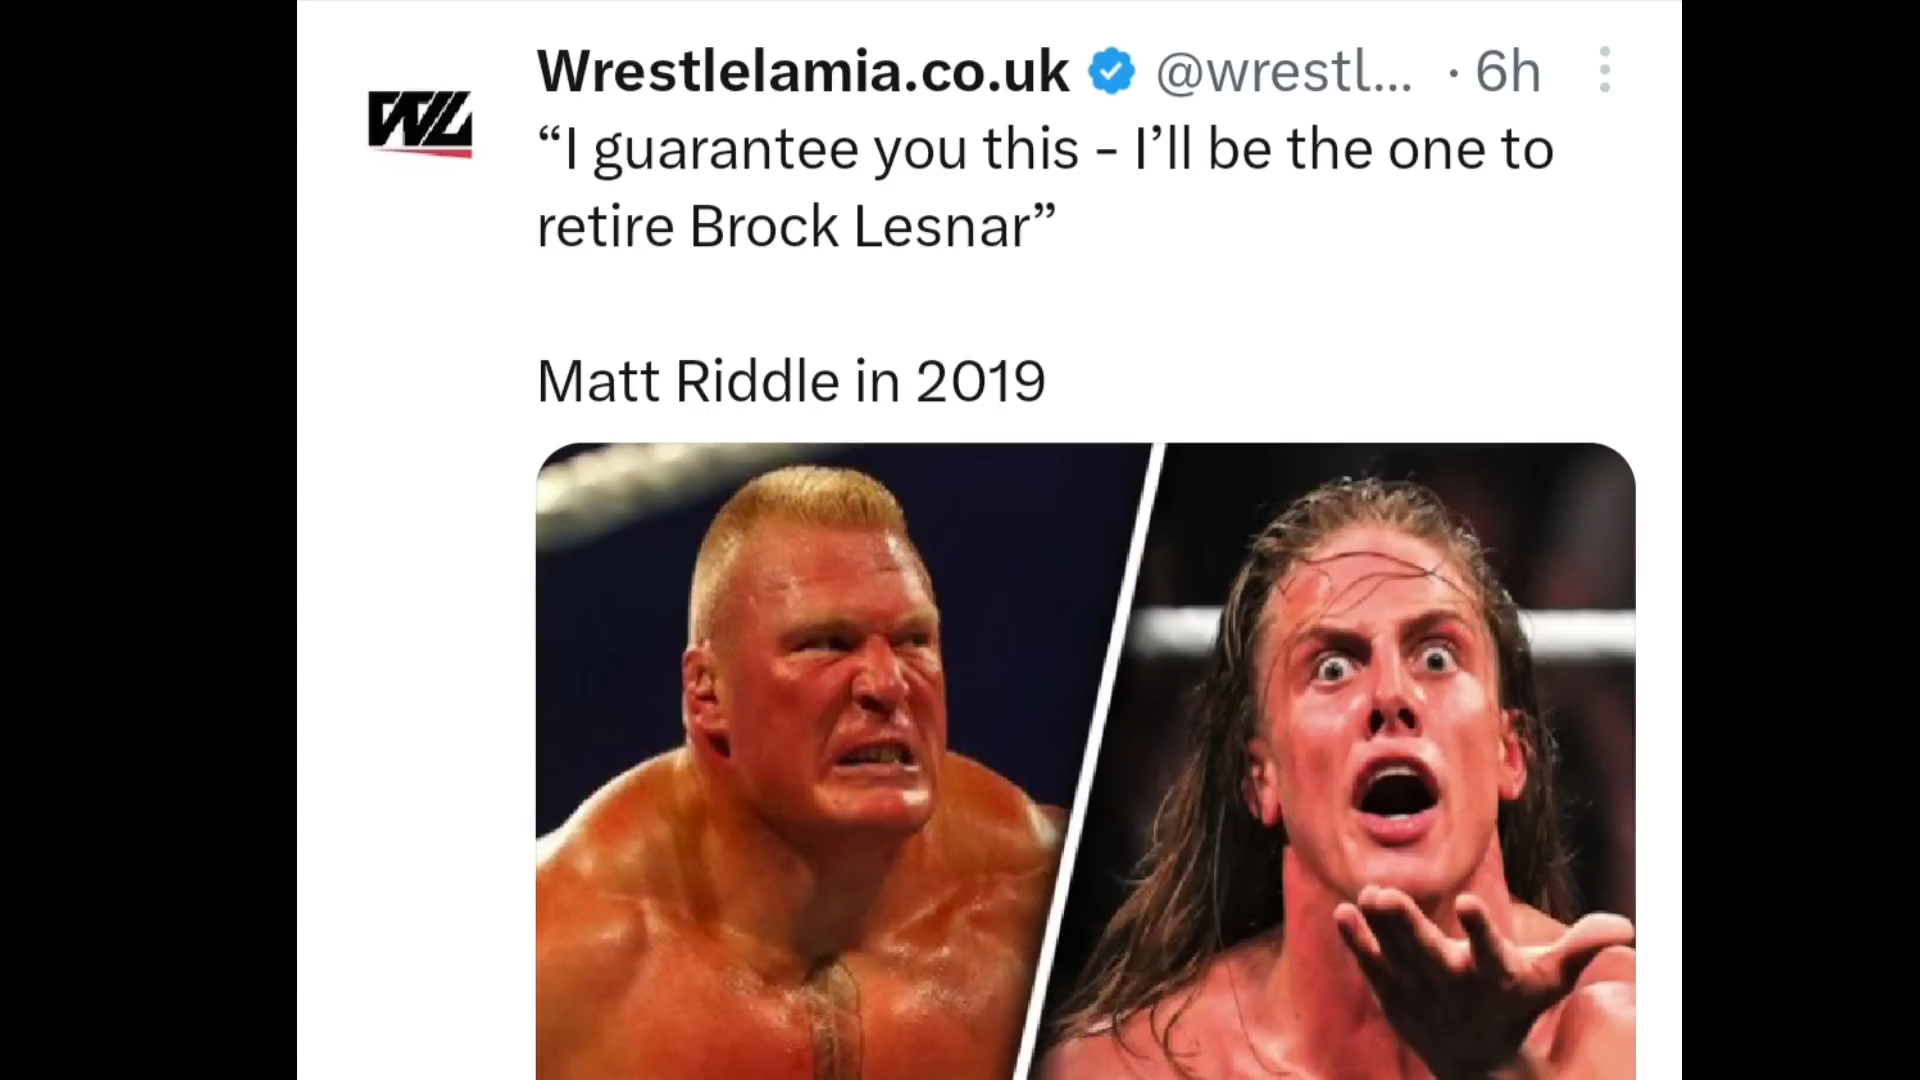 Wrestlelamia.co.uk @wrestl... · 6h
WL
“I guarantee you this - I’ll be the one to
retire Brock Lesnar”
Matt Riddle in 2019